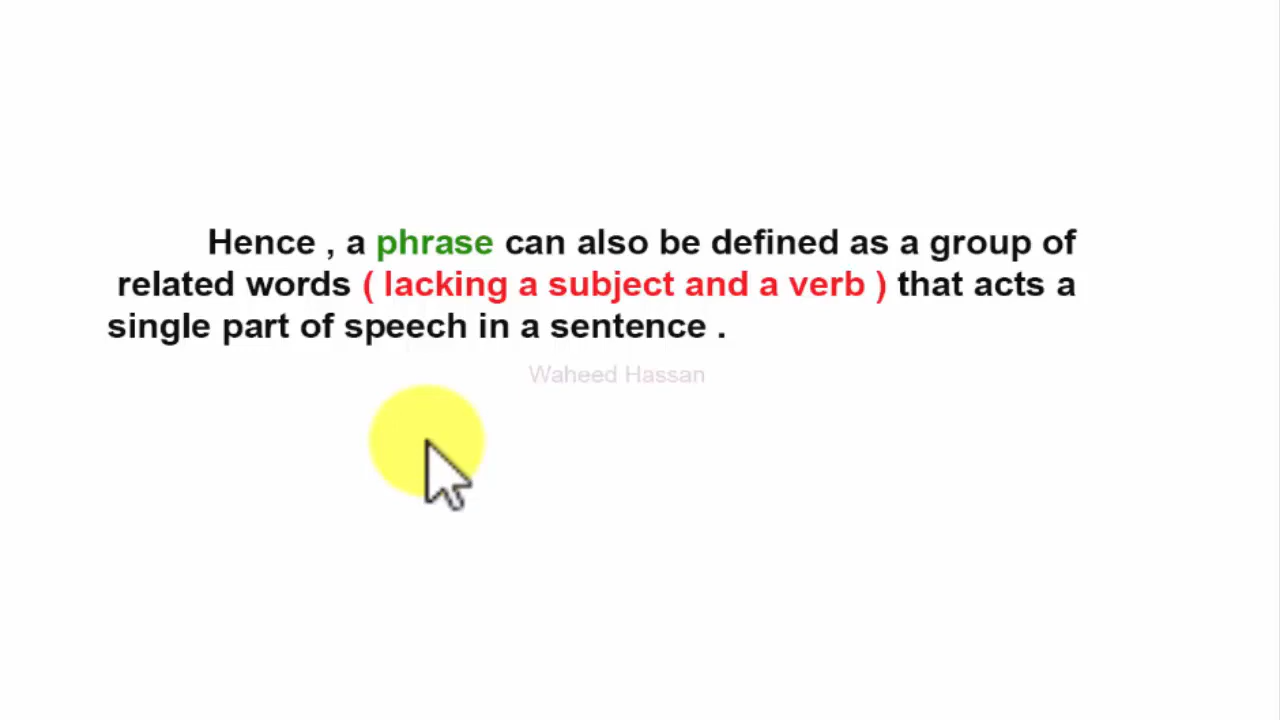 Hence , a phrase can also be defined as a group of
related words ( lacking a subject and a verb ) that acts a
single part of speech in a sentence .
Waheed Hassan